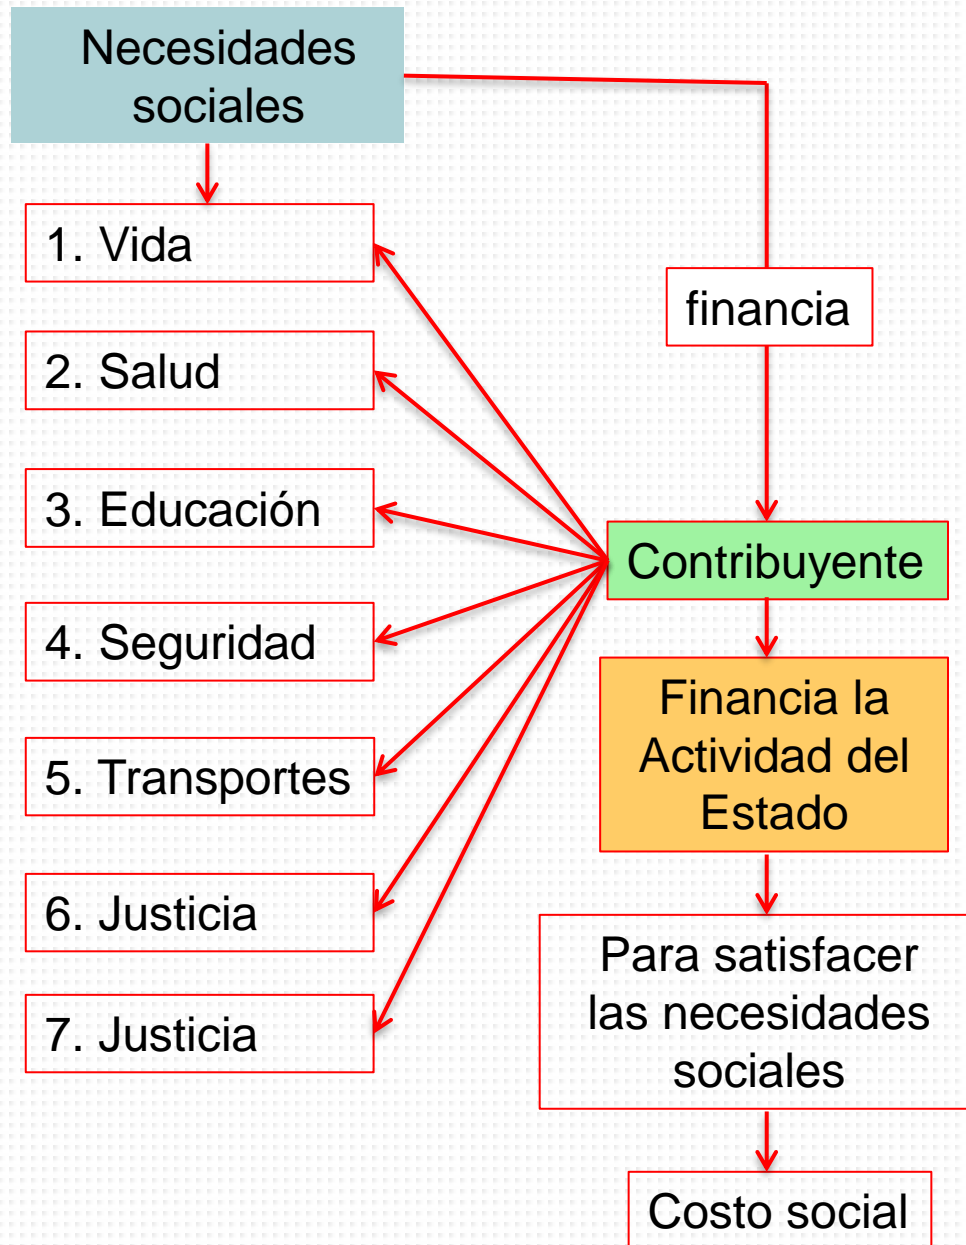 Necesidades
sociales
1. Vida
2. Salud
3. Educación
4. Seguridad
5. Transportes
6. Justicia
7. Justicia
financia
Contribuyente
Financia la
Actividad del
Estado
Para satisfacer
las necesidades
sociales
Costo social